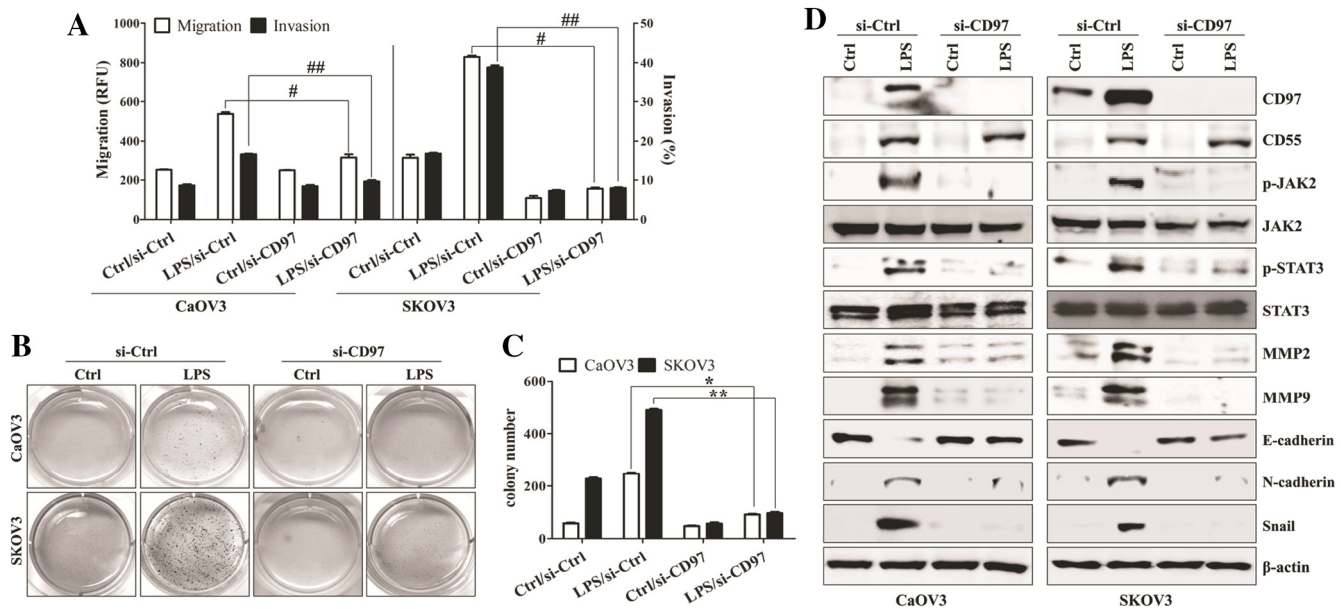 A
Migration Invasion
1000
800
600
400
200
0
Migration (RFU)
50
40
30
20
10
0
Invasion (%)
##
#
##
#
Ctrl/si-Ctrl
LPS/si-Ctrl
Ctrl/si-CD97
LPS/si-CD97
Ctrl/si-Ctrl
LPS/si-Ctrl
Ctrl/si-CD97
LPS/si-CD97
CaOV3 SKOV3
B
si-Ctrl si-CD97
Ctrl LPS Ctrl LPS
CaOV3
SKOV3
C
CaOV3 SKOV3
600
400
200
0
colony number
*
**
Ctrl/si-Ctrl
LPS/si-Ctrl
Ctrl/si-CD97
LPS/si-CD97
D
si-Ctrl si-CD97 si-Ctrl si-CD97
Ctrl LPS Ctrl LPS Ctrl LPS Ctrl LPS
CD97
CD55
p-JAK2
JAK2
p-STAT3
STAT3
MMP2
MMP9
E-cadherin
N-cadherin
Snail
β-actin
CaOV3 SKOV3